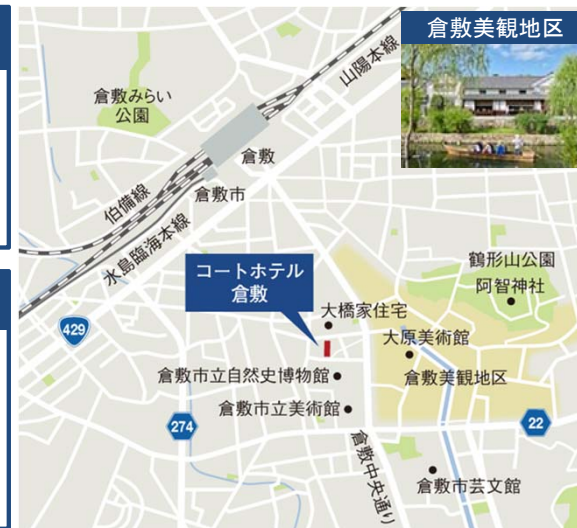 倉敷美観地区
山陽本線
倉敷みらい
公園
倉敷
伯備線
倉敷市
水島臨海本線
鶴形山公園
阿智神社
コートホテル
倉敷
大橋家住宅
429
大原美術館
倉敷市立自然史博物館
倉敷美観地区
倉敷市立美術館
274
22
倉敷中央通り
倉敷市芸文館